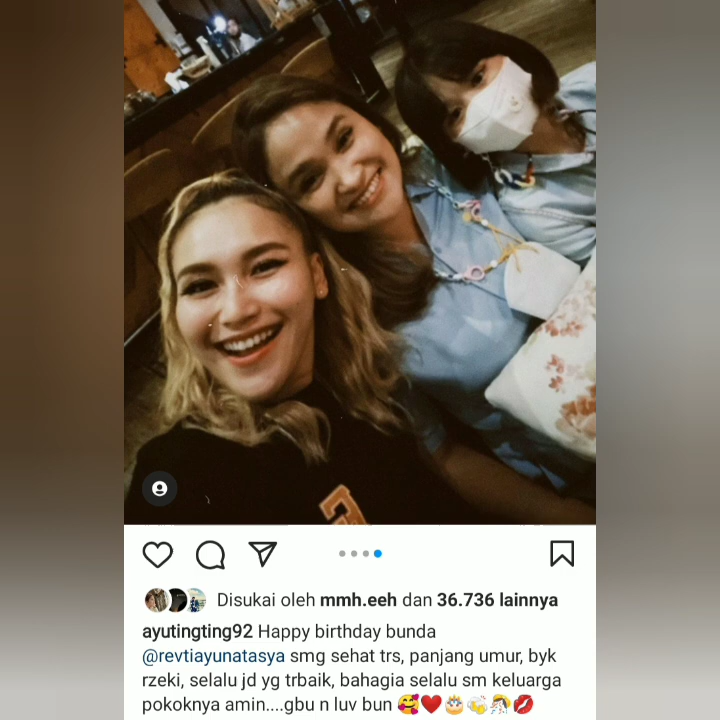 Disukai oleh mmh.eeh dan 36.736 lainnya
ayutingting92 Happy birthday bunda
@revtiayunatasya smg sehat trs, panjang umur, byk
rzeki, selalu jd yg trbaik, bahagia selalu sm keluarga
pokoknya amin....gbu n luv bun 🥰❤️🎂🍻🎊💋